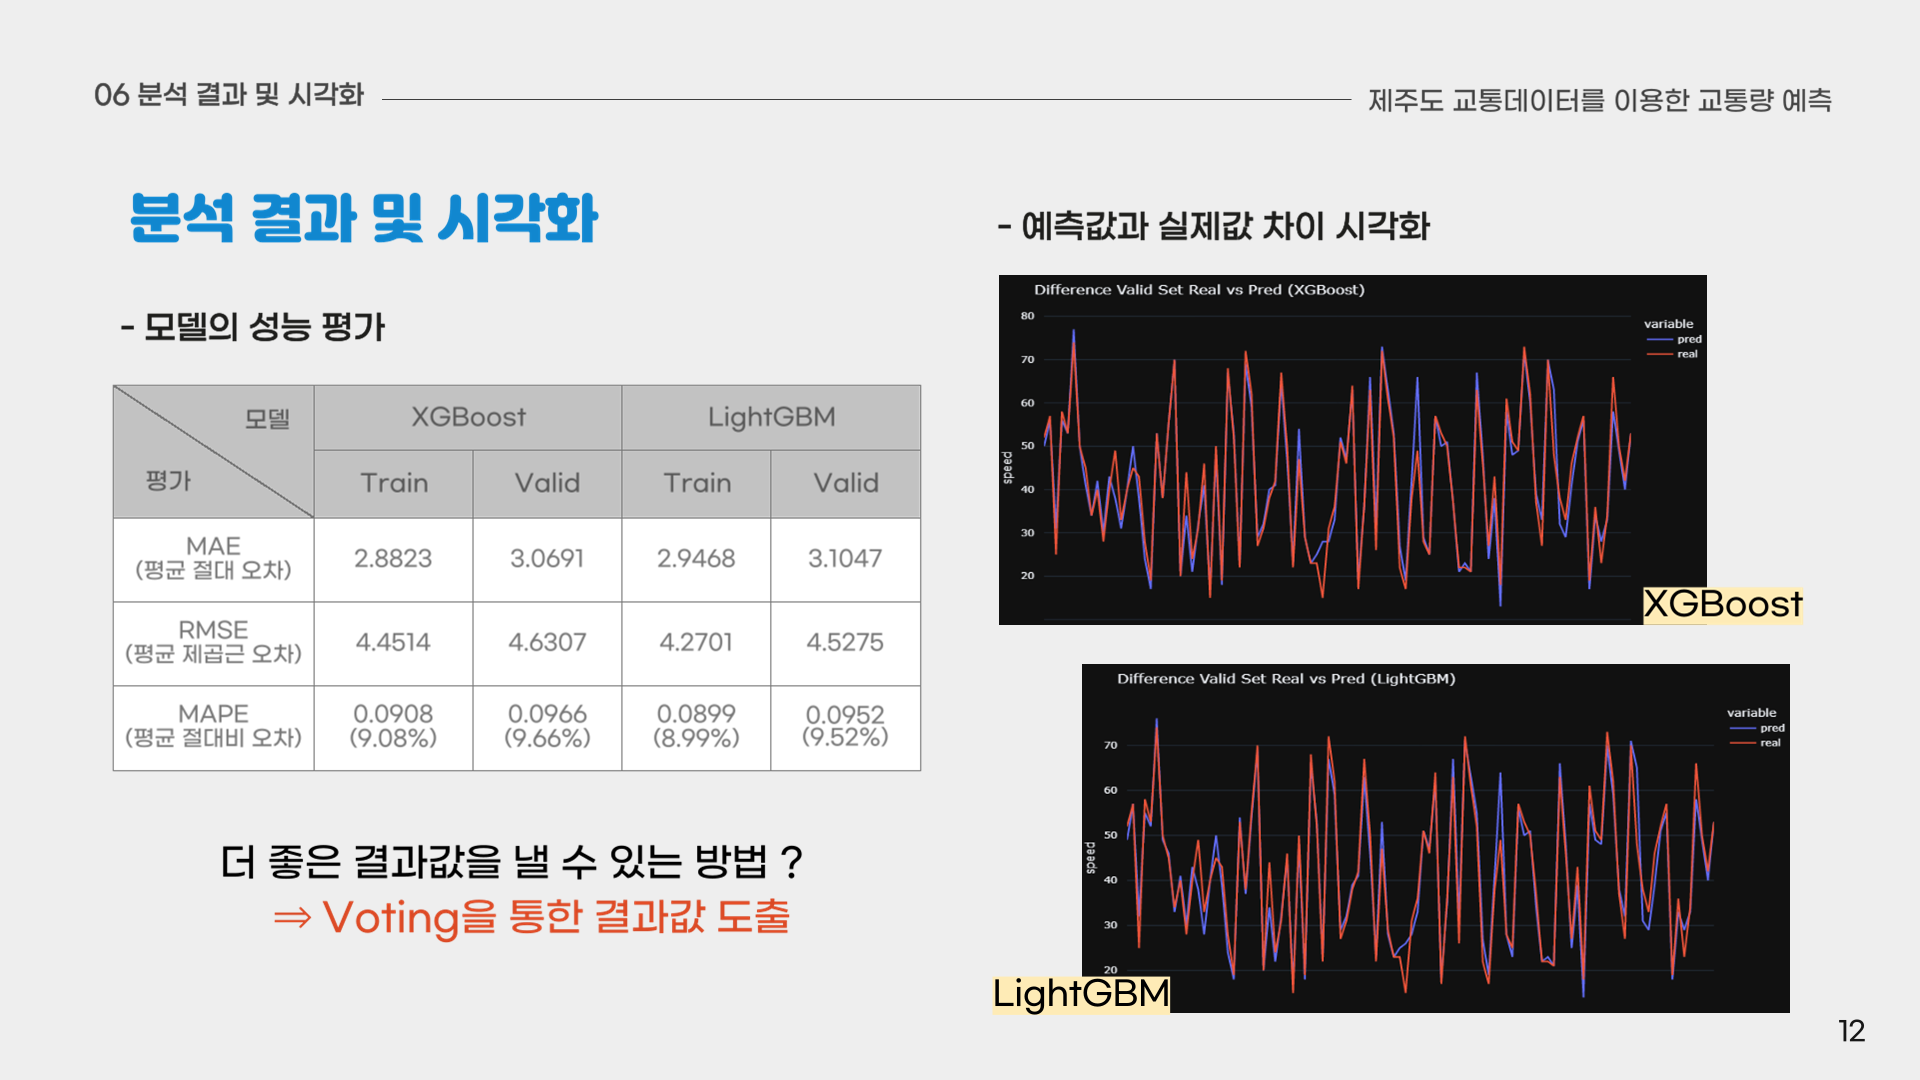 06 분석 결과 및 시각화
제주도 교통데이터를 이용한 교통량 예측
분석 결과 및 시각화
- 모델의 성능 평가
모델 XGBoost LightGBM
평가 Train Valid Train Valid
MAE
(평균 절대 오차) 2.8823 3.0691 2.9468 3.1047
RMSE
(평균 제곱근 오차) 4.4514 4.6307 4.2701 4.5275
MAPE 0.0908 0.0966 0.0899 0.0952
(평균 절대비 오차) (9.08%) (9.66%) (8.99%) (9.52%)
더 좋은 결과값을 낼 수 있는 방법 ?
⇒ Voting을 통한 결과값 도출
- 예측값과 실제값 차이 시각화
Difference Valid Set Real vs Pred (XGBoost)
80
70
60
50
40
30
20
speed
variable
pred
real
XGBoost
Difference Valid Set Real vs Pred (LightGBM)
70
60
50
40
30
20
speed
variable
pred
real
LightGBM
12